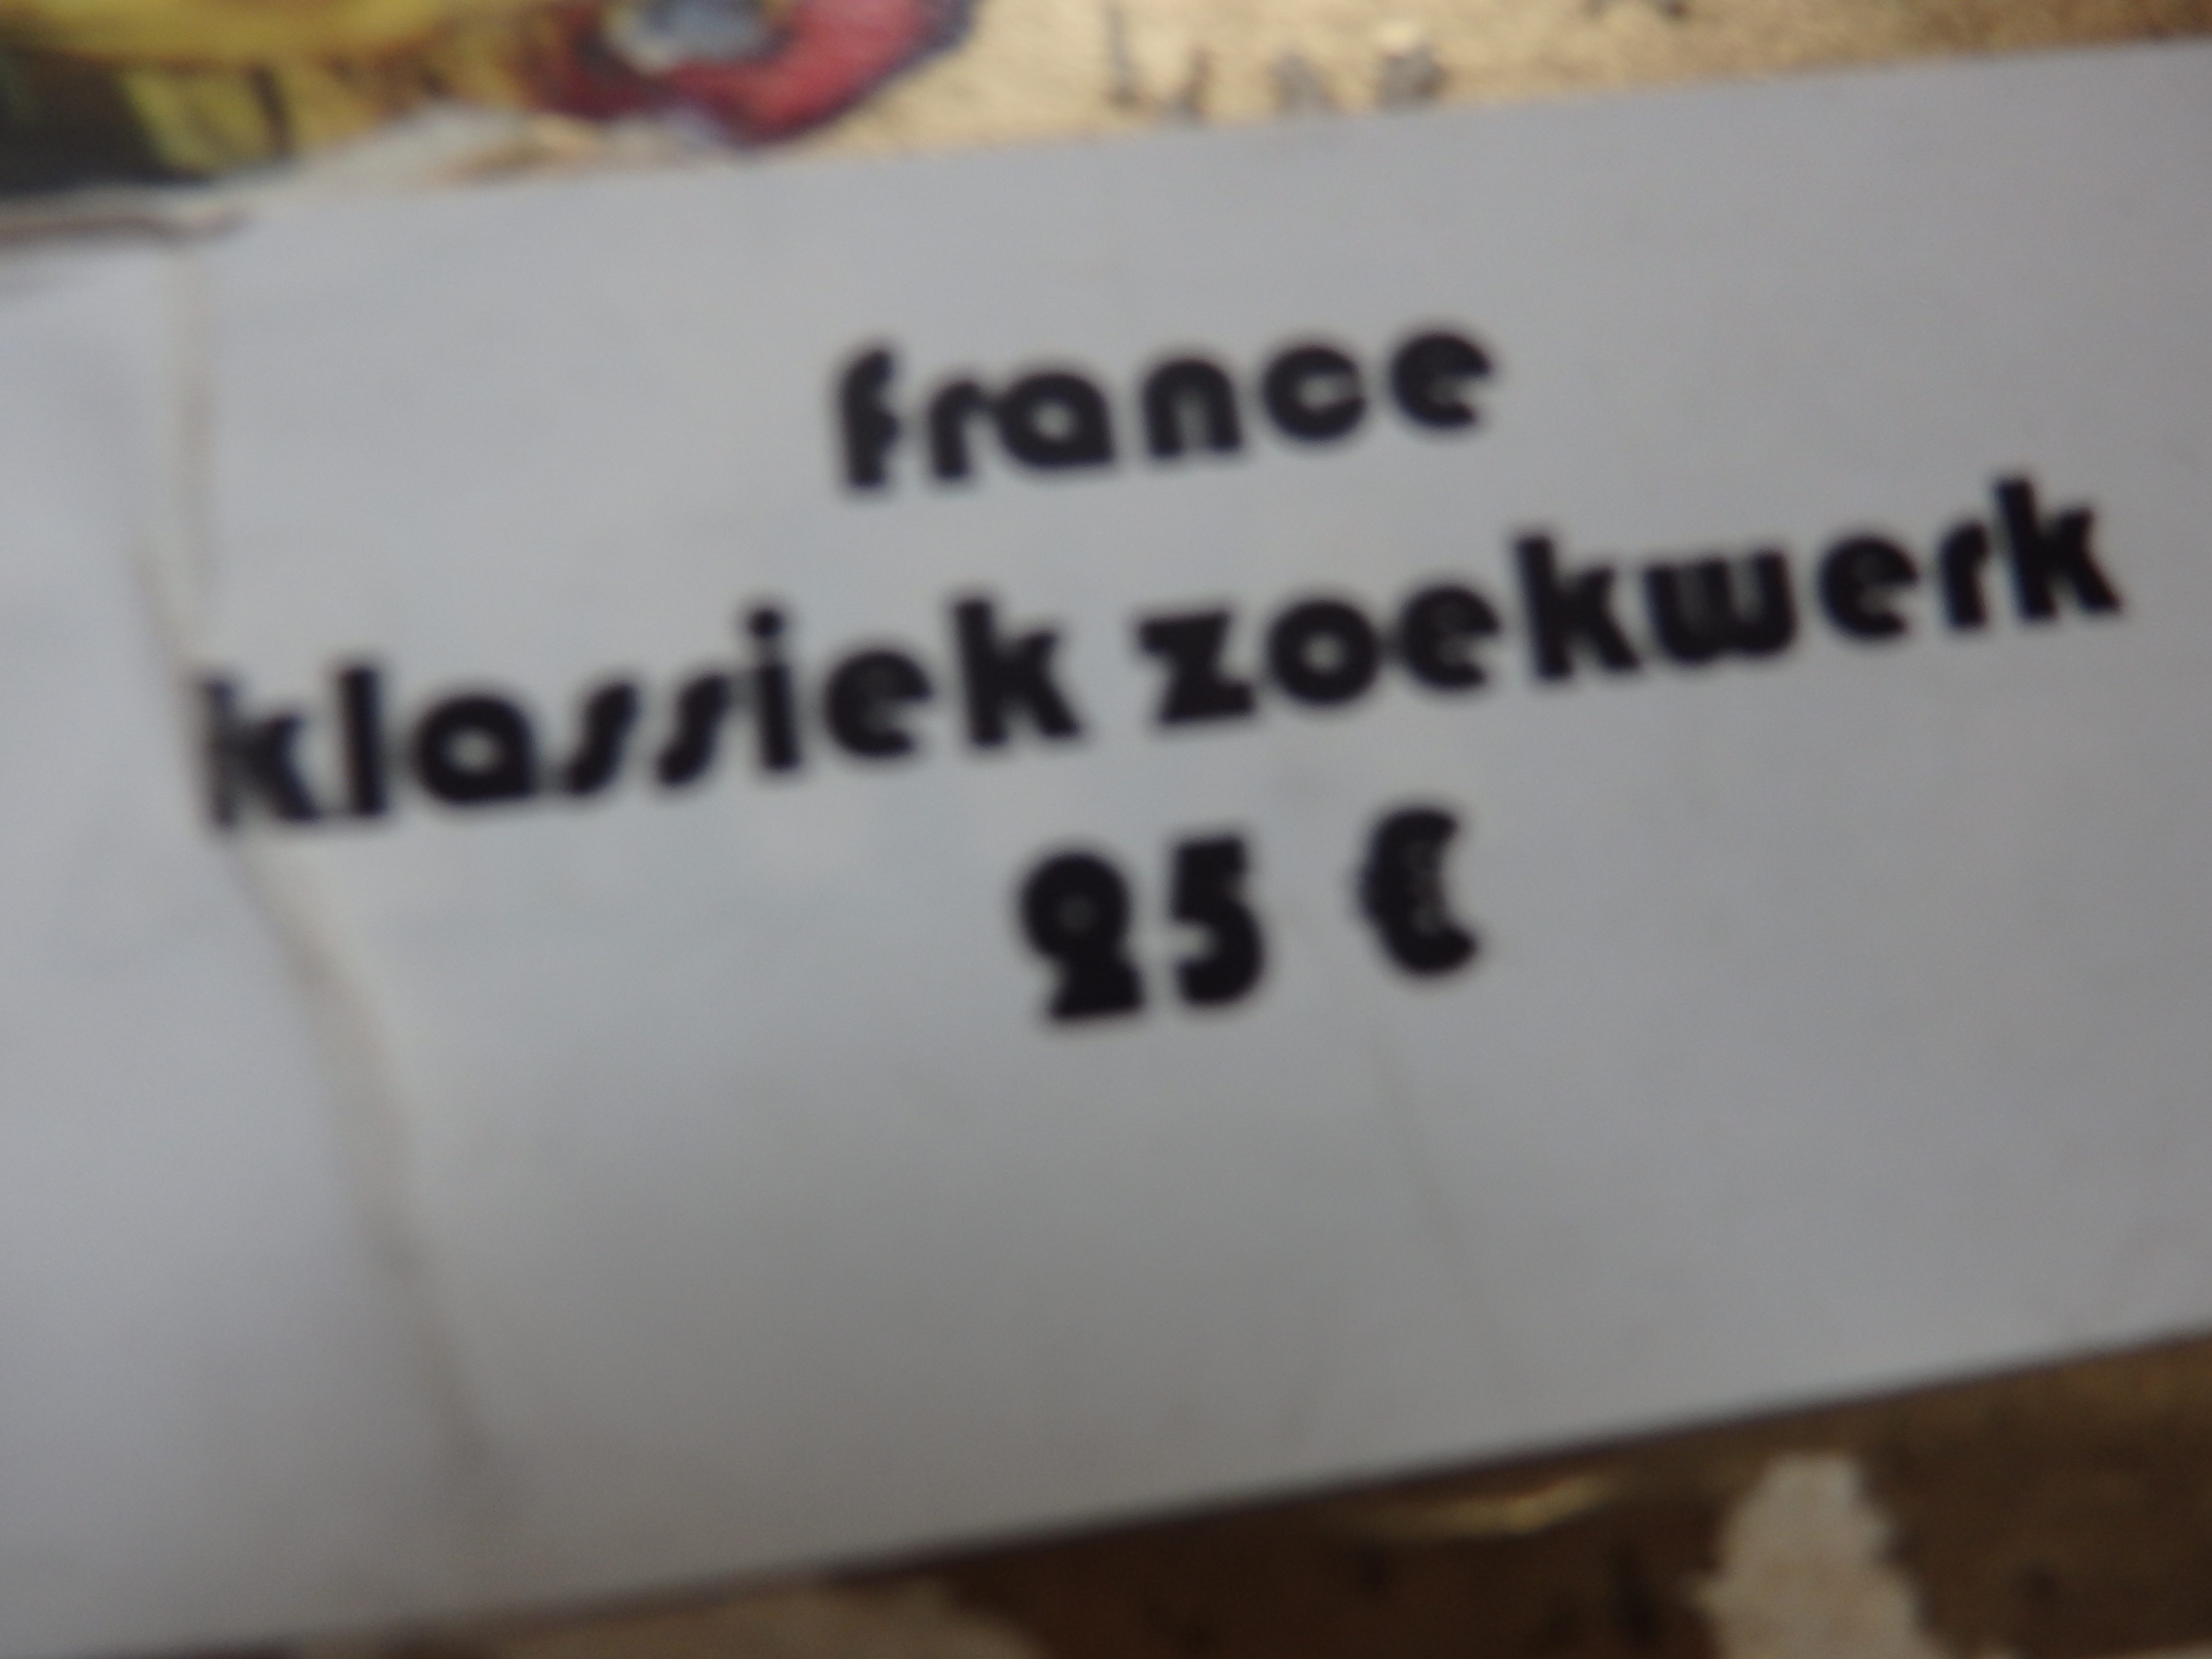 france
klassiek zoekwerk
25 €